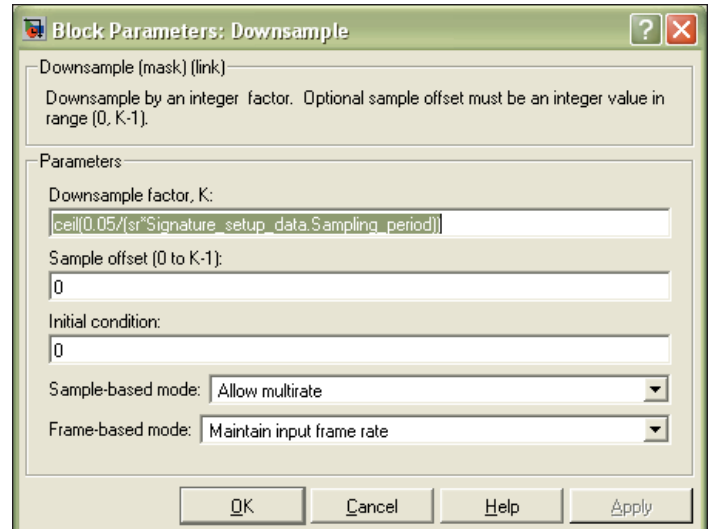 Block Parameters: Downsample
Downsample (mask) (link)
Downsample by an integer factor. Optional sample offset must be an integer value in
range (0, K-1).
Parameters
Downsample factor, K:
ceil(0.05/(sr*Signature_setup_data.Sampling_period))
Sample offset (0 to K-1):
0
Initial condition:
0
Sample-based mode: Allow multirate
Frame-based mode: Maintain input frame rate
OK Cancel Help Apply